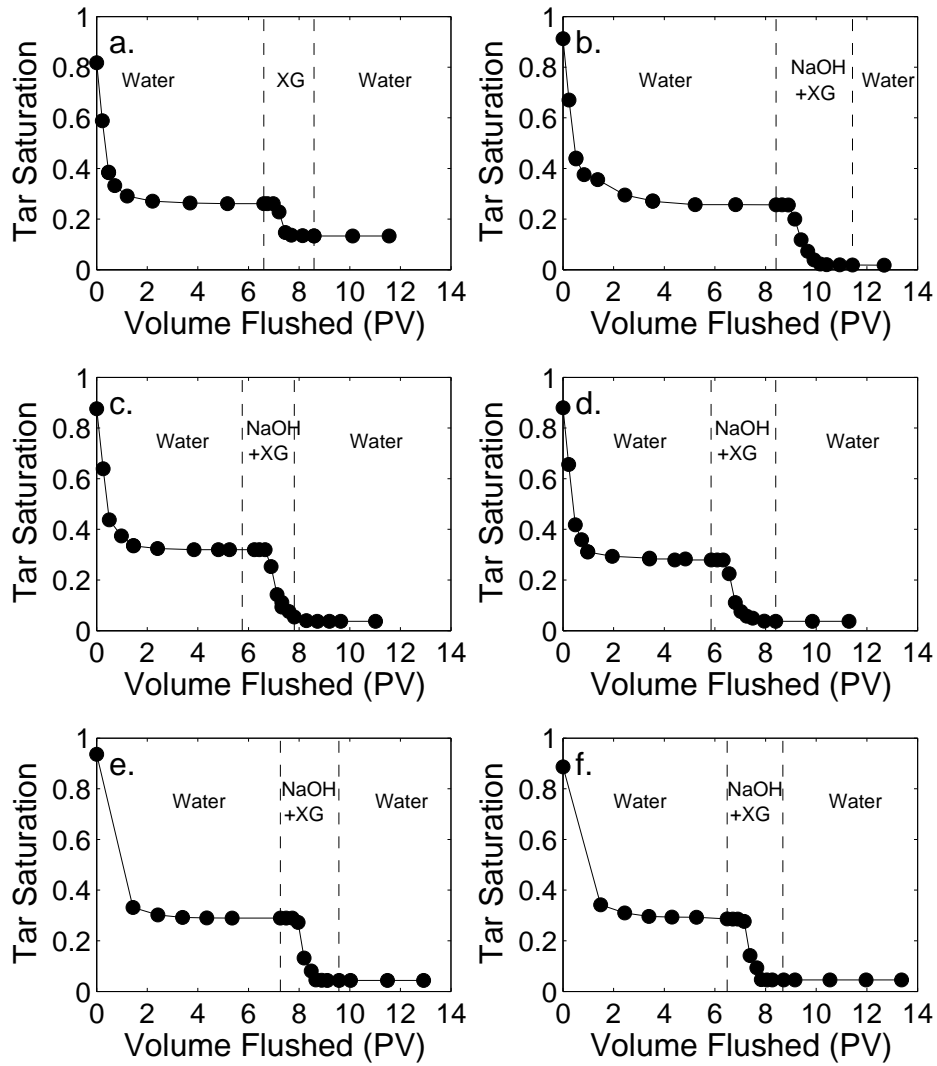 1
a.
0.8
Water
XG
Water
0.6
0.4
0.2
0
0 2 4 6 8 10 12 14
Volume Flushed (PV)
Tar Saturation
1
b.
0.8
Water
NaOH
+XG
Water
0.6
0.4
0.2
0
0 2 4 6 8 10 12 14
Volume Flushed (PV)
Tar Saturation
1
c.
0.8
Water
NaOH
+XG
Water
0.6
0.4
0.2
0
0 2 4 6 8 10 12 14
Volume Flushed (PV)
Tar Saturation
1
d.
0.8
Water
NaOH
+XG
Water
0.6
0.4
0.2
0
0 2 4 6 8 10 12 14
Volume Flushed (PV)
Tar Saturation
1
e.
0.8
Water
NaOH
+XG
Water
0.6
0.4
0.2
0
0 2 4 6 8 10 12 14
Volume Flushed (PV)
Tar Saturation
1
f.
0.8
Water
NaOH
+XG
Water
0.6
0.4
0.2
0
0 2 4 6 8 10 12 14
Volume Flushed (PV)
Tar Saturation